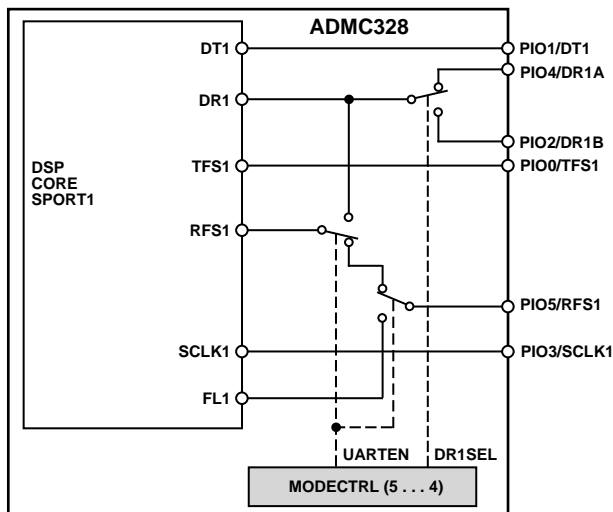 ADMC328
DT1
PIO1/DT1
PIO4/DR1A
DR1
PIO2/DR1B
DSP
CORE
SPORT1
TFS1
PIO0/TFS1
RFS1
PIO5/RFS1
SCLK1
PIO3/SCLK1
FL1
UARTEN
DR1SEL
MODECTRL (5 . . . 4)